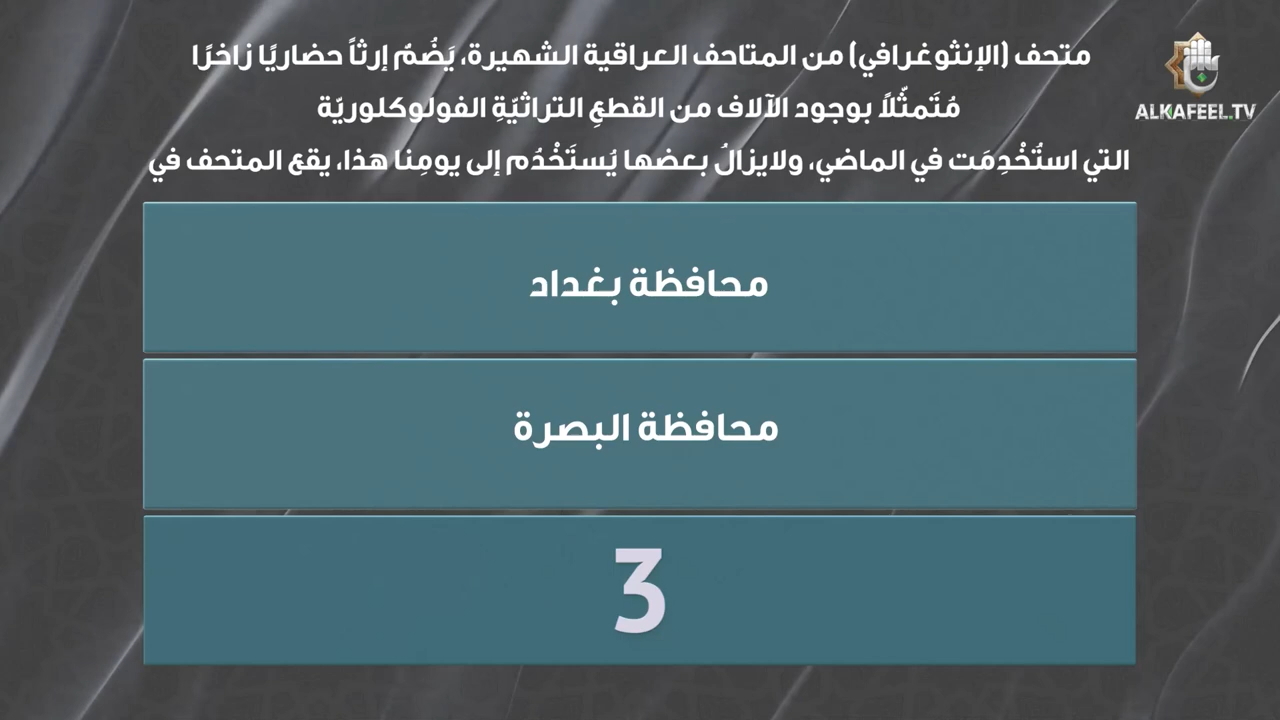 متحف (الإنثوغرافي) من المتاحف العراقية الشهيرة، يَضُمُ إرثاً حضاريًا زاخرًا
مُتَمثّلاً بوجود الآلاف من القطعِ التراثيّةِ الفولوكلوريّة
التي استُخْدِمَت في الماضي، ولايزالُ بعضها يُستَخْدُم إلى يومِنا هذا، يقع المتحف في
ALKAFEEL.TV
محافظة بغداد
محافظة البصرة
3